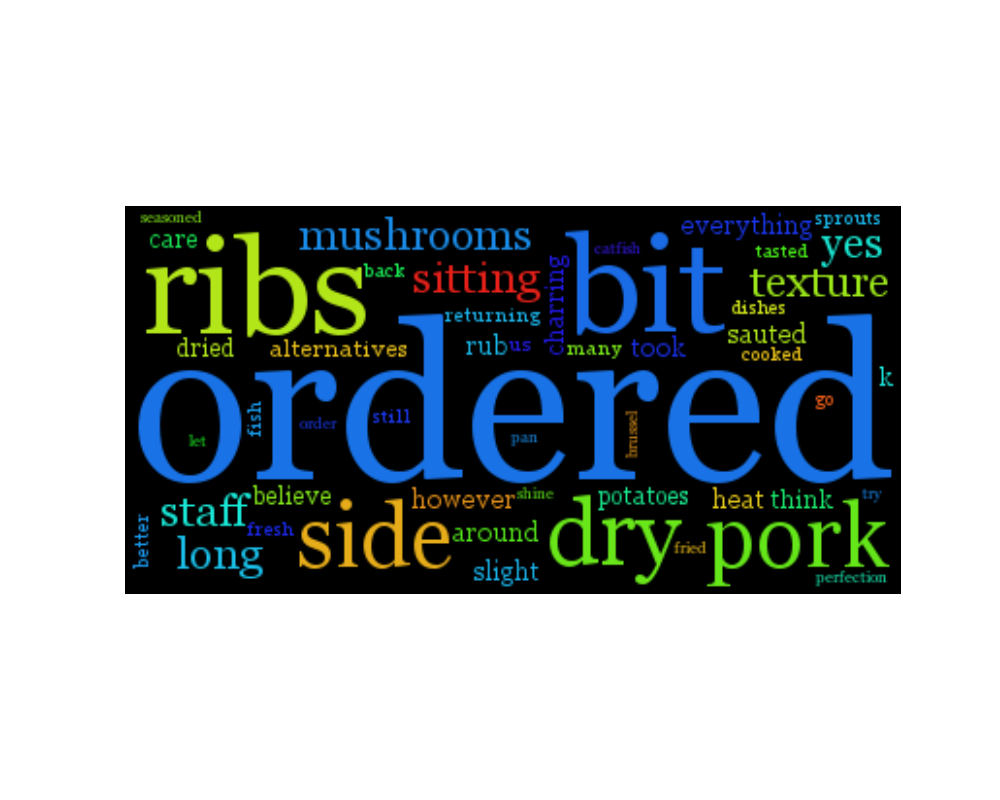 seasoned
care
ribs
mushrooms
back
sitting
charring
bit
catfish
everything
sprouts
tasted
yes
texture
dishes
sauted
cooked
returning
dried
alternatives
rub
us
many
took
ordered
k
go
let
fish
order
still
pan
brussel
staff
believe
however
shine
potatoes
heat
think
try
better
fresh
long
side
around
slight
dry
fried
pork
perfection